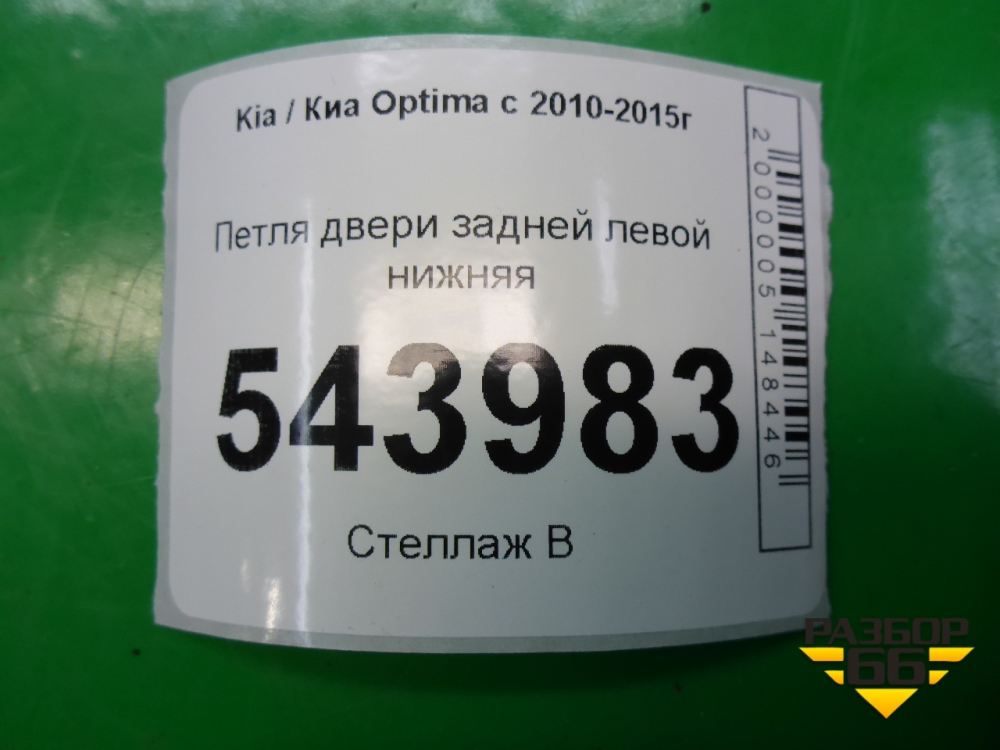 Kia / Киа Optima с 2010-2015г
Петля двери задней левой
нижняя
543983
Стеллаж В
2000005148446
РАЗБОР
66